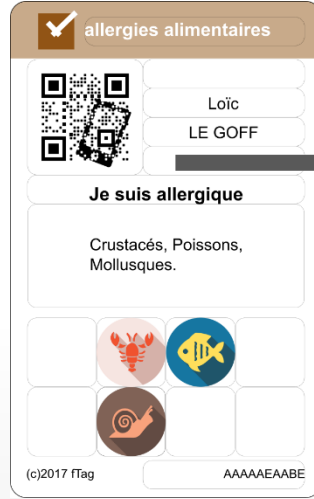 allergies alimentaires
Loïc
LE GOFF
Je suis allergique
Crustacés, Poissons,
Mollusques.
(c)2017 fTag
AAAAAEAABE